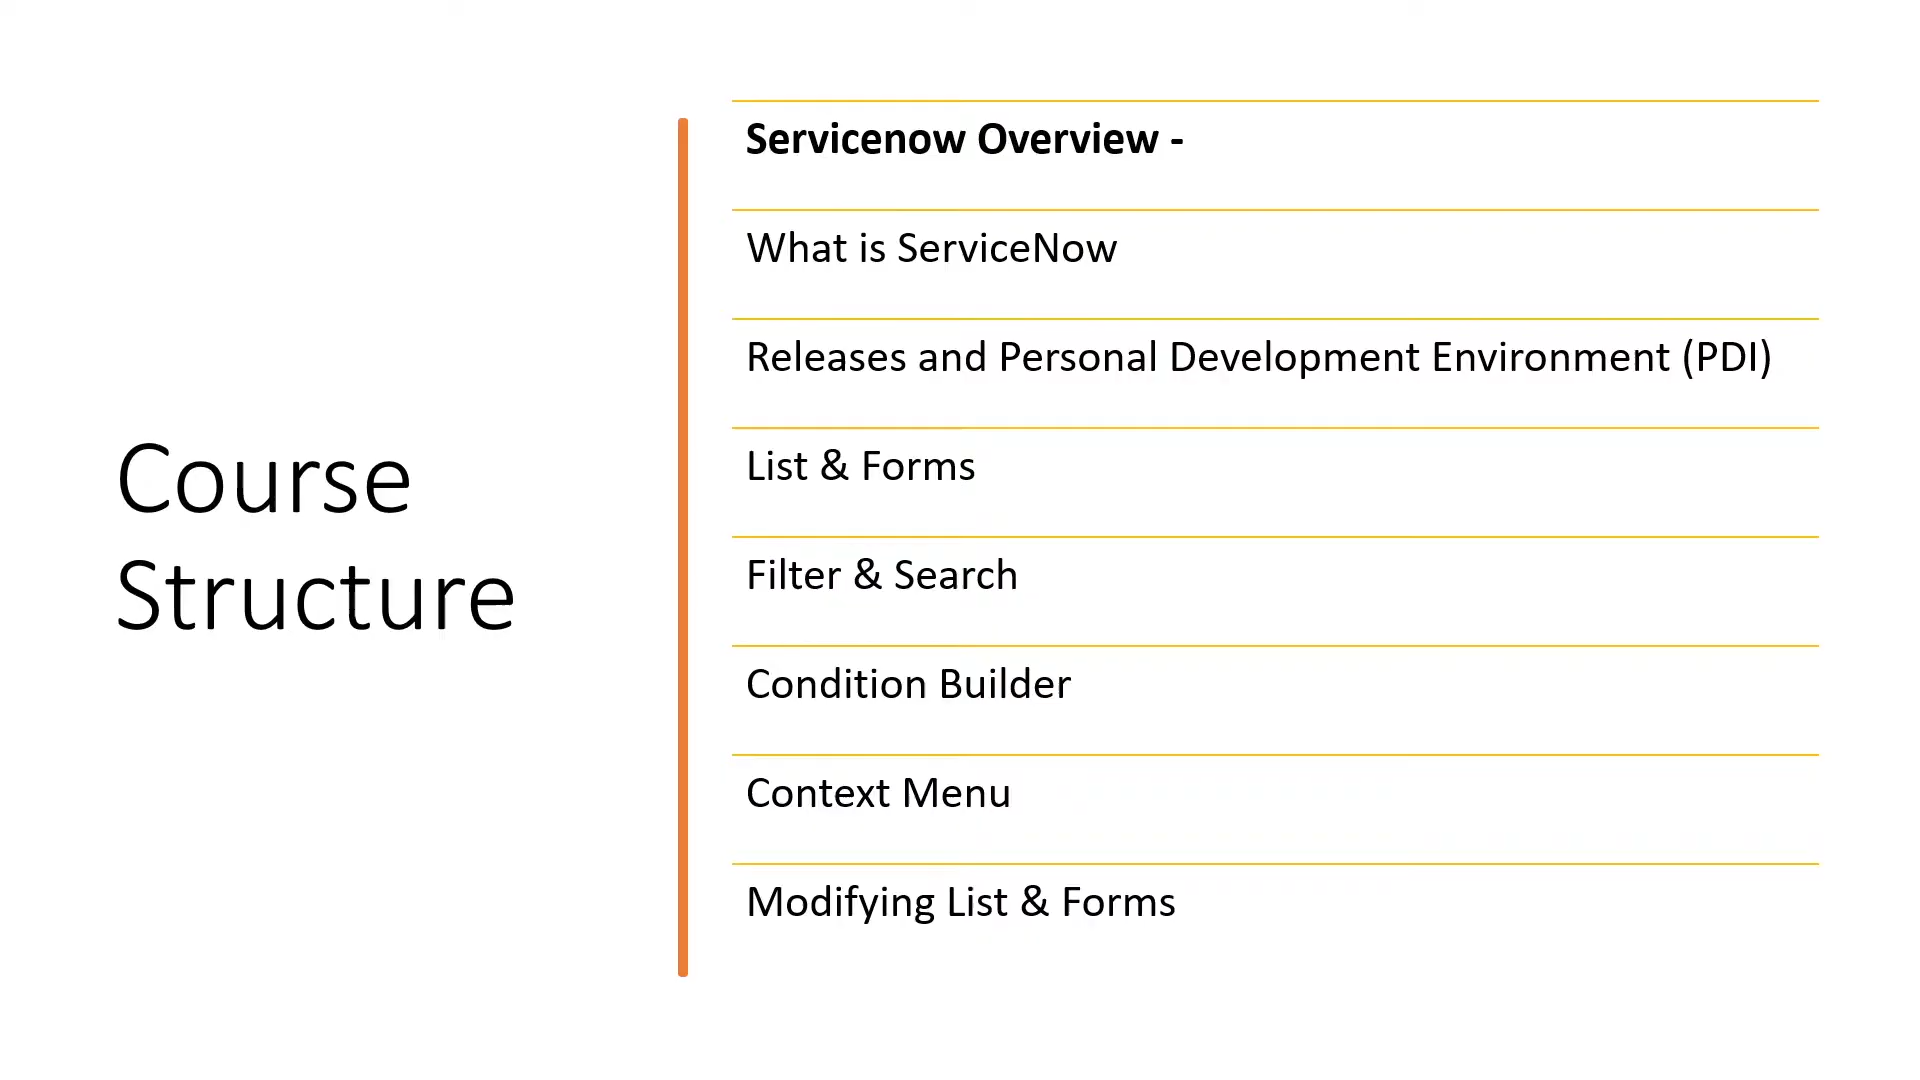 Course
Structure
Servicenow Overview -
What is ServiceNow
Releases and Personal Development Environment (PDI)
List & Forms
Filter & Search
Condition Builder
Context Menu
Modifying List & Forms